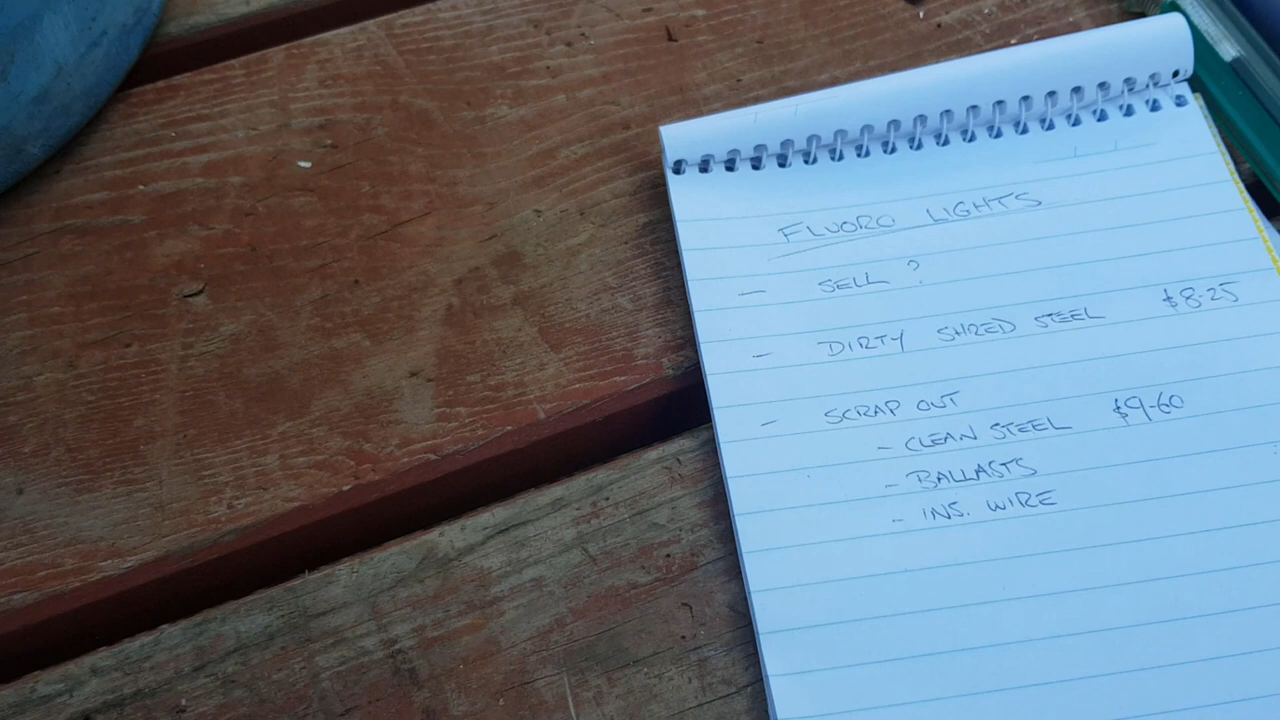 FLUORO LIGHTS
- SELL ?
- DIRTY SHRED STEEL $8-25
- SCRAP OUT
- CLEAN STEEL $9-60
- BALLASTS
- INS. WIRE